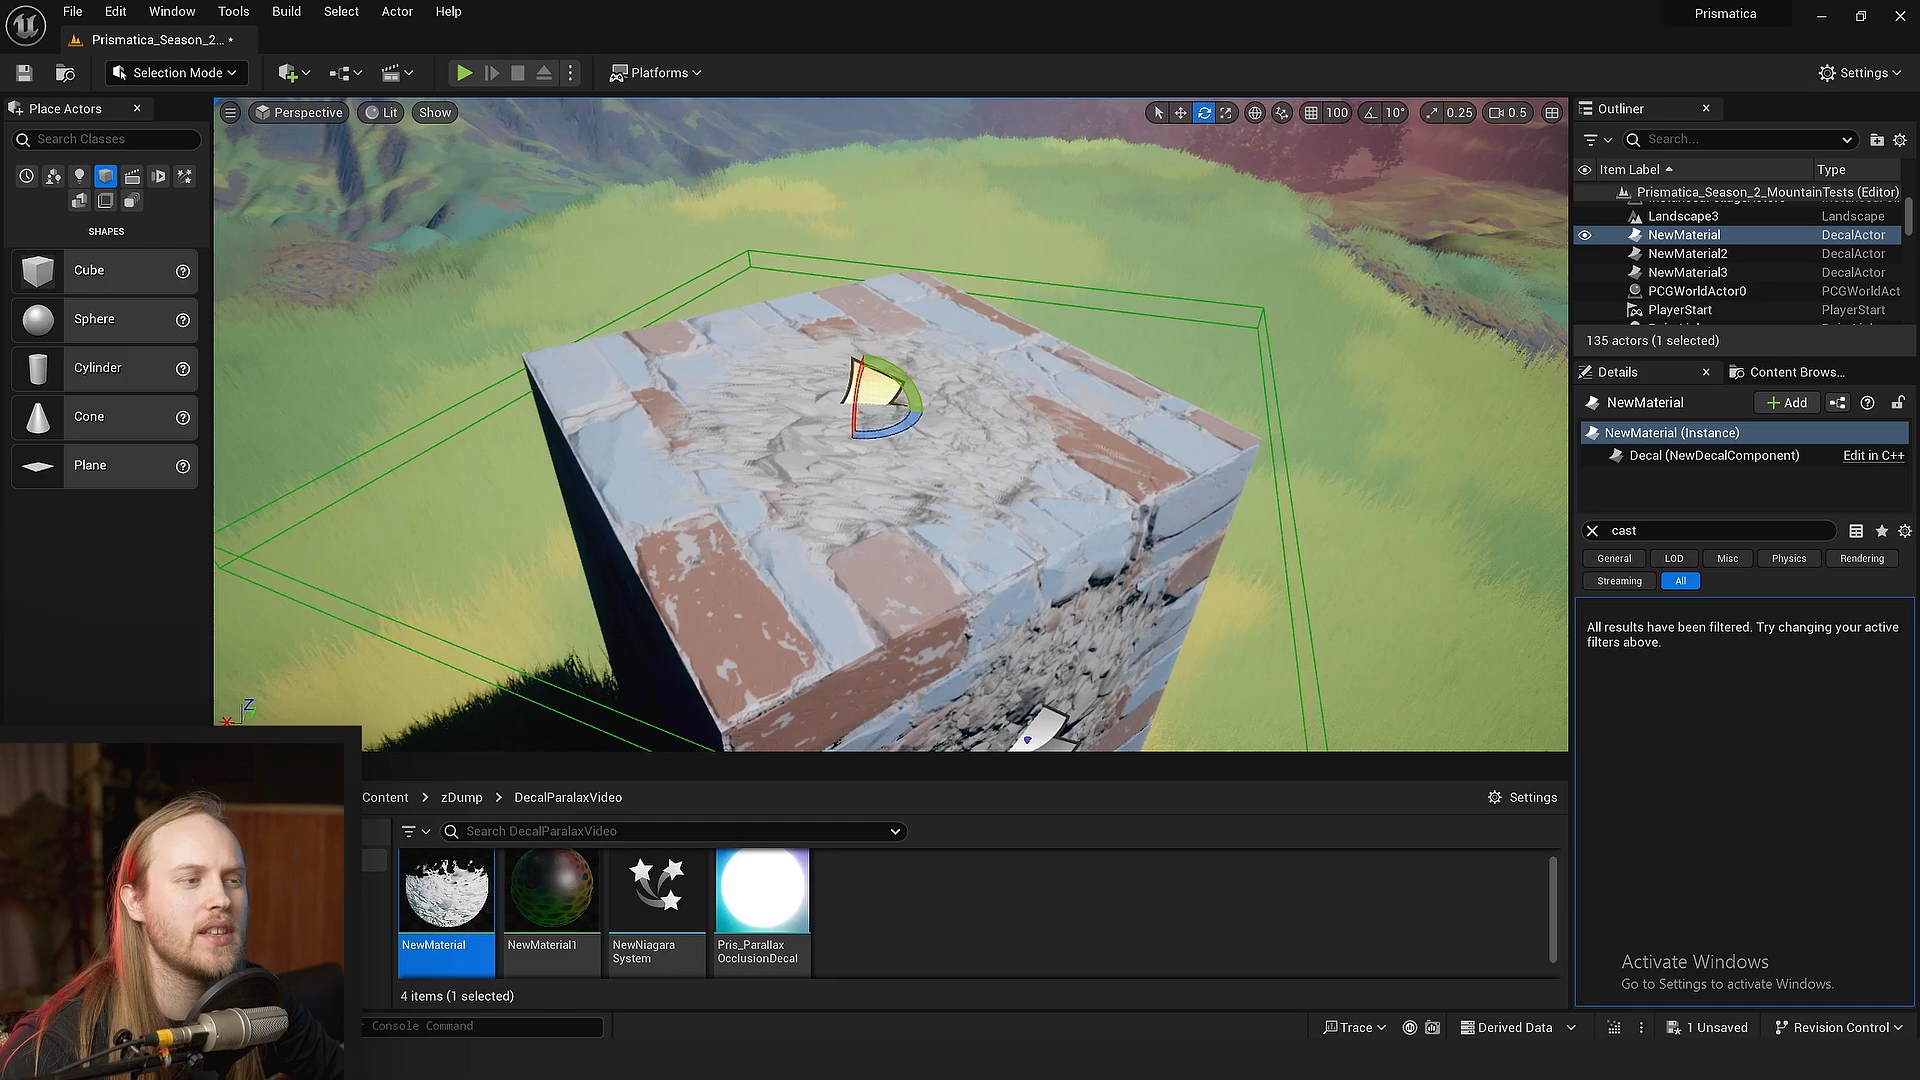 File Edit Window Tools Build Select Actor Help
Prismatica
Prismatica_Season_2... •
Selection Mode
Platforms
Settings
Place Actors
Search Classes
SHAPES
Cube
Sphere
Cylinder
Cone
Plane
Perspective Lit Show
100 10° 0.25 0.5
Z
Outliner
Search...
Item Label Type
Prismatica_Season_2_MountainTests (Editor)
Landscape3 Landscape
NewMaterial DecalActor
NewMaterial2 DecalActor
NewMaterial3 DecalActor
PCGWorldActor0 PCGWorldAct
PlayerStart PlayerStart
135 actors (1 selected)
Details Content Brows...
NewMaterial Add
NewMaterial (Instance)
Decal (NewDecalComponent) Edit in C++
cast
General LOD Misc Physics Rendering
Streaming All
All results have been filtered. Try changing your active
filters above.
Content > zDump > DecalParalaxVideo
Settings
Search DecalParalaxVideo
NewMaterial
NewMaterial1
NewNiagara
System
Pris_Parallax
OcclusionDecal
4 items (1 selected)
Activate Windows
Go to Settings to activate Windows.
Console Command
Trace Derived Data 1 Unsaved Revision Control